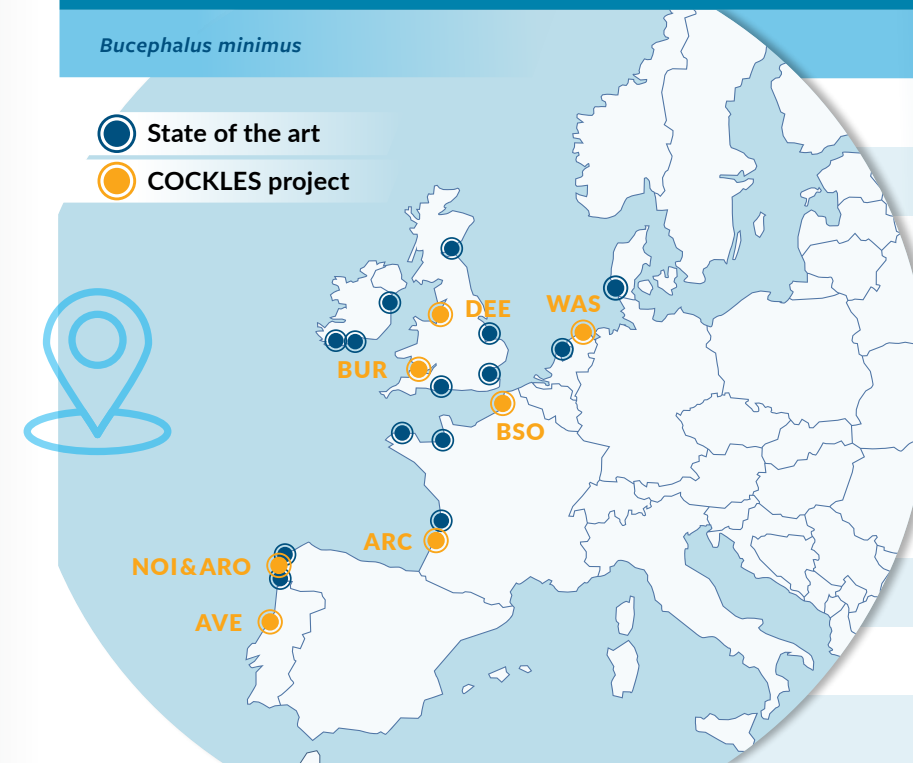 Bucephalus minimus
State of the art
COCKLES project
DEE
WAS
BUR
BSO
ARC
NOI&ARO
AVE